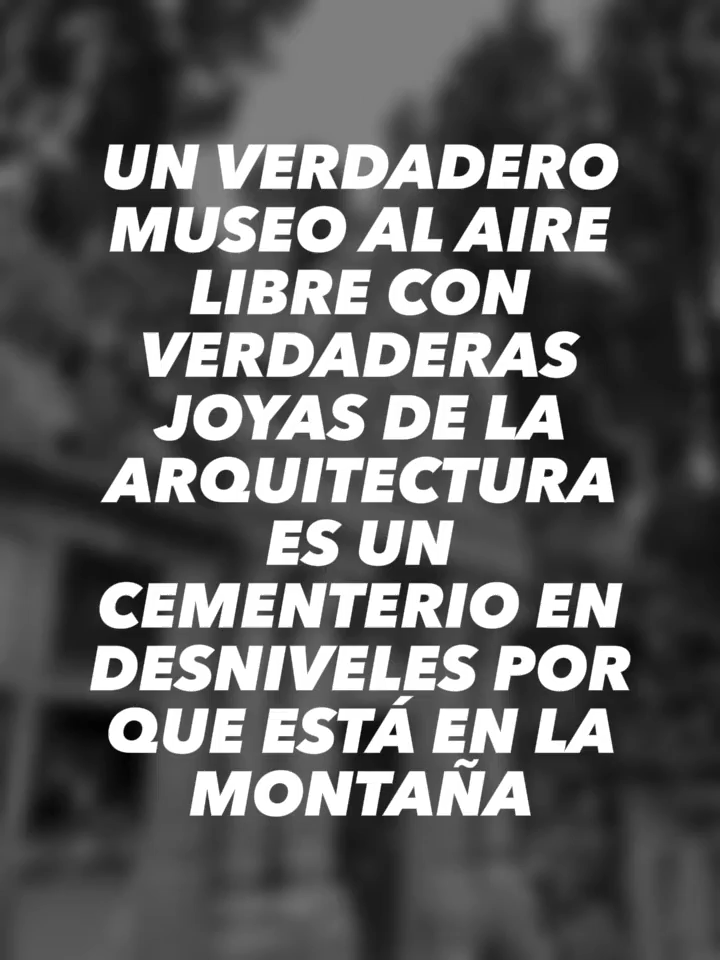 UN VERDADERO
MUSEO AL AIRE
LIBRE CON
VERDADERAS
JOYAS DE LA
ARQUITECTURA
ES UN
CEMENTERIO EN
DESNIVELES POR
QUE ESTÁ EN LA
MONTAÑA